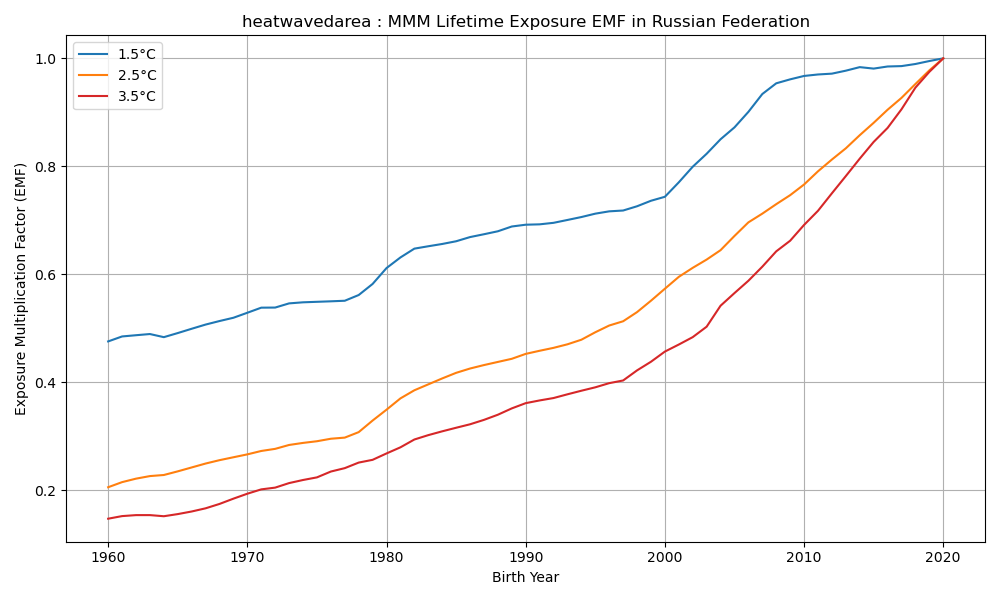 heatwavedarea : MMM Lifetime Exposure EMF in Russian Federation
1.5°C
2.5°C
3.5°C
Exposure Multiplication Factor (EMF)
1.0
0.8
0.6
0.4
0.2
1960 1970 1980 1990 2000 2010 2020
Birth Year